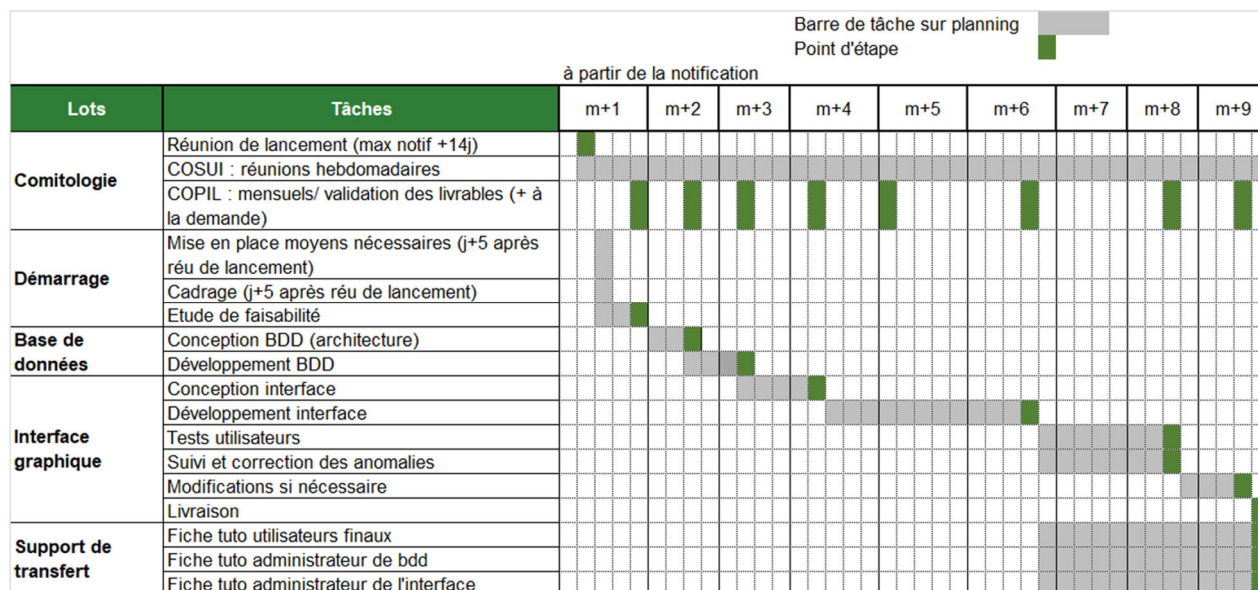 Barre de tâche sur planning
Point d'étape
à partir de la notification
Lots Tâches m+1 m+2 m+3 m+4 m+5 m+6 m+7 m+8 m+9
Comitologie
Réunion de lancement (max notif +14j)
COSUI : réunions hebdomadaires
COPIL : mensuels/ validation des livrables (+ à
la demande)
Démarrage
Mise en place moyens nécessaires (j+5 après
réu de lancement)
Cadrage (j+5 après réu de lancement)
Etude de faisabilité
Base de
données
Conception BDD (architecture)
Développement BDD
Interface
graphique
Conception interface
Développement interface
Tests utilisateurs
Suivi et correction des anomalies
Modifications si nécessaire
Livraison
Support de
transfert
Fiche tuto utilisateurs finaux
Fiche tuto administrateur de bdd
Fiche tuto administrateur de l'interface